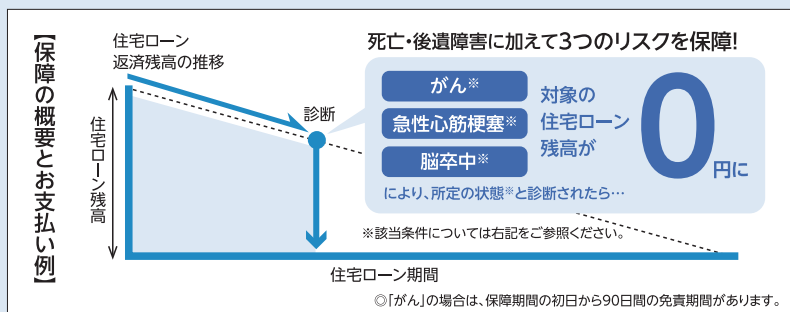 【保障の概要とお支払い例】
住宅ローン
返済残高の推移
死亡・後遺障害に加えて3つのリスクを保障!
診断
がん※
急性心筋梗塞※
脳卒中※
対象の
住宅ローン
残高が
0円に
により、所定の状態※と診断されたら…
住宅ローン残高
※該当条件については右記をご参照ください。
住宅ローン期間
◎「がん」の場合は、保障期間の初日から90日間の免責期間があります。